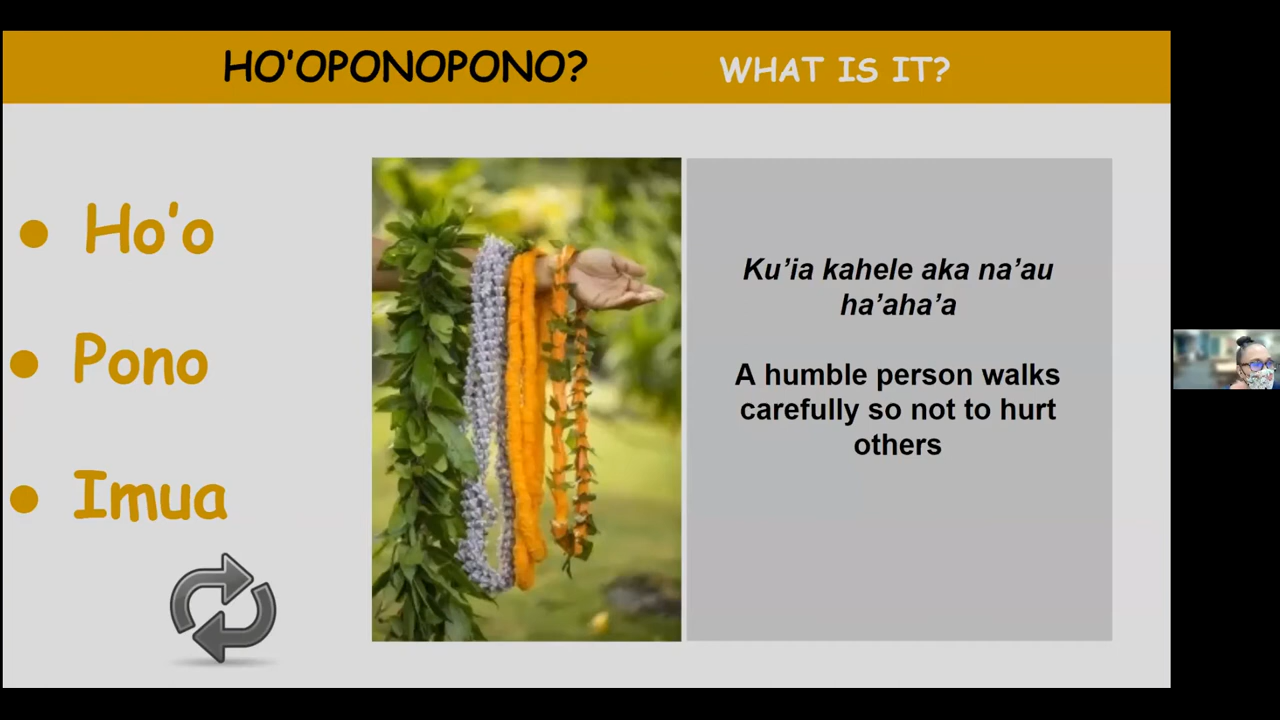 HO'OPONOPONO? WHAT IS IT?
Ho'o
Pono
Imua
Ku’ia kahele aka na’au
ha’aha’a
A humble person walks
carefully so not to hurt
others